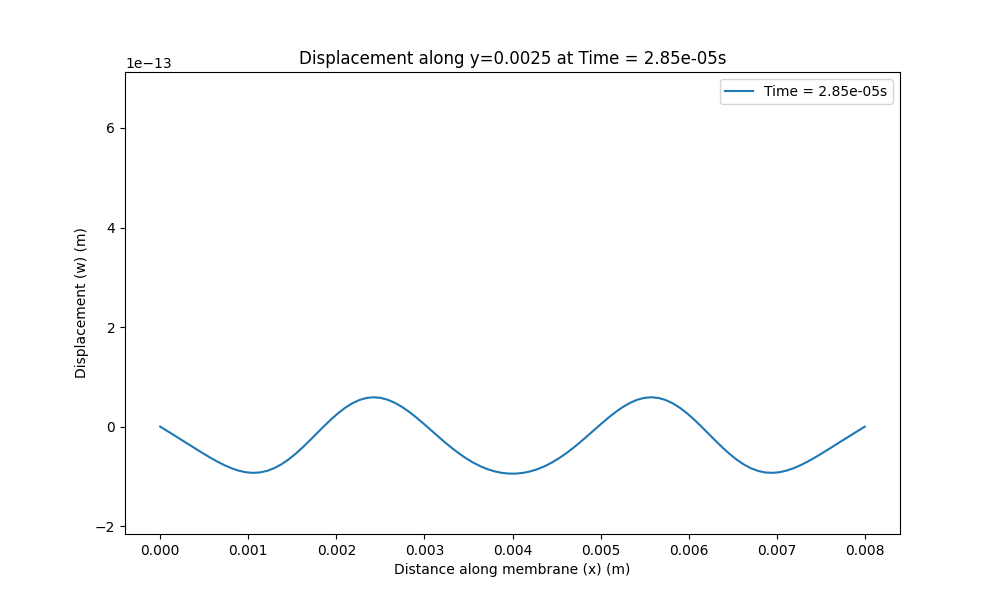 Displacement along y=0.0025 at Time = 2.85e-05s
1e−13
Time = 2.85e-05s
6
4
2
0
−2
Displacement (w) (m)
0.000 0.001 0.002 0.003 0.004 0.005 0.006 0.007 0.008
Distance along membrane (x) (m)